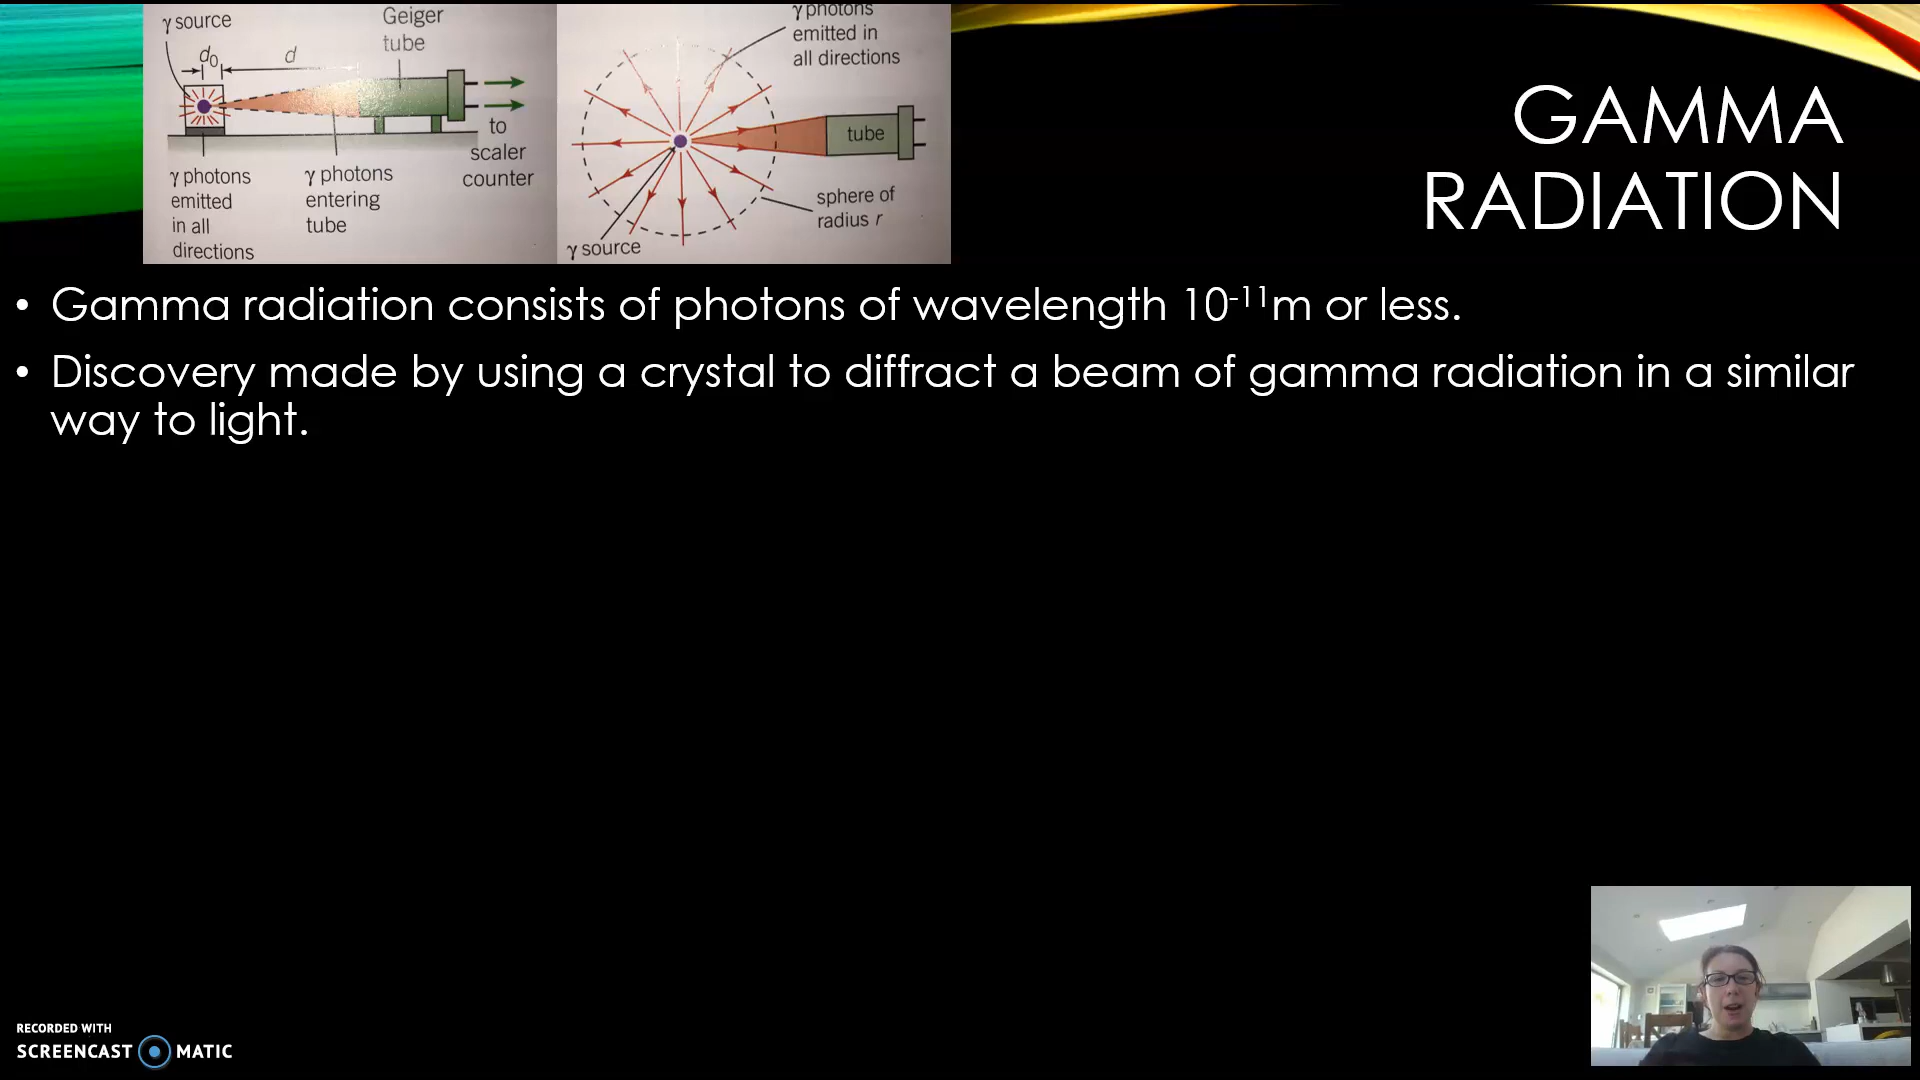 γ source
d₀
d
Geiger
tube
to
scaler
counter
γ photons
emitted
in all
directions
γ photons
entering
tube
γ photons
emitted in
all directions
tube
sphere of
radius r
γ source
GAMMA
RADIATION
• Gamma radiation consists of photons of wavelength 10⁻¹¹m or less.
• Discovery made by using a crystal to diffract a beam of gamma radiation in a similar
way to light.
RECORDED WITH
SCREENCAST MATIC